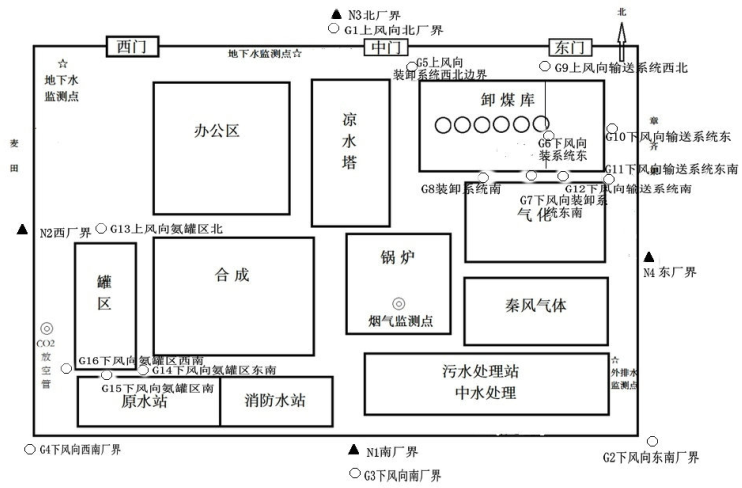 N3北厂界
G1上风向北厂界
北
西门
中门
东门
地下水监测点☆
☆
地下水
监测点
G5上风向
装卸系统西北边界
G9上风向输送系统西北
办公区
凉水塔
卸煤库
麦田
章齐
G10下风向输送系统东
G6下风向
装系统东
G11下风向输送系统东南
G8装卸系统南
G12下风向输送系统南
G7下风向装卸系
统东南
气化
N2西厂界
G13上风向氨罐区北
罐区
合成
锅炉
烟气监测点
N4东厂界
秦风气体
CO2
放空管
G16下风向氨罐区西南
G14下风向氨罐区东南
G15下风向氨罐区南
原水站
消防水站
污水处理站
中水处理
☆
外排水
监测点
G4下风向西南厂界
N1南厂界
G3下风向南厂界
G2下风向东南厂界